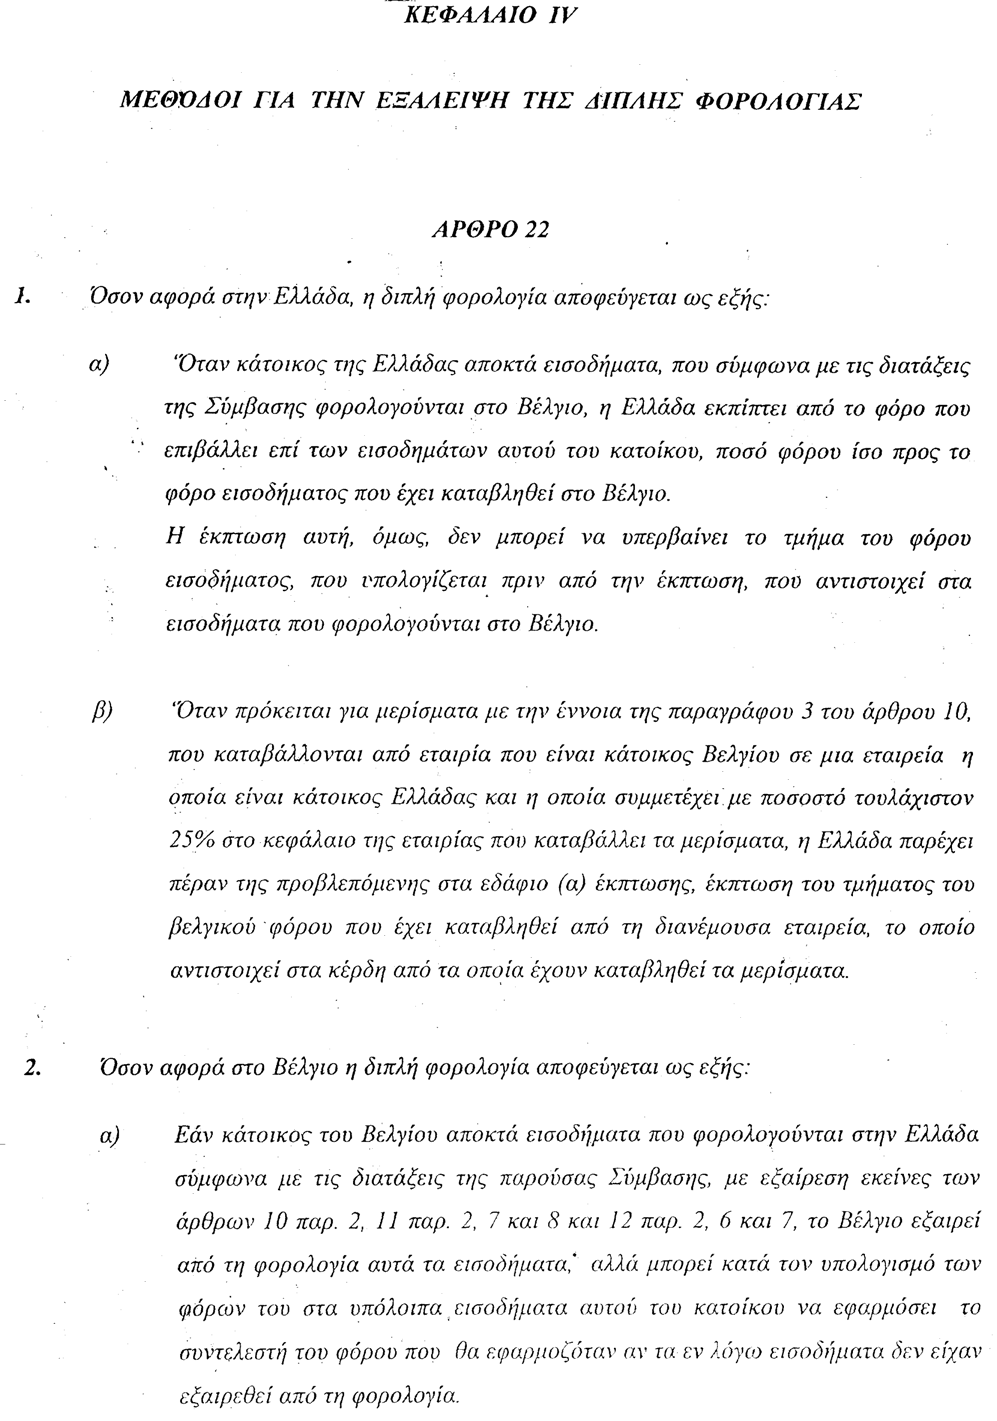 ΚΕΦΑΛΑΙΟ IV
ΜΕΘΟΔΟΙ ΓΙΑ ΤΗΝ ΕΞΑΛΕΙΨΗ ΤΗΣ ΔΙΠΛΗΣ ΦΟΡΟΛΟΓΙΑΣ
ΑΡΘΡΟ 22
1. Όσον αφορά στην Ελλάδα, η διπλή φορολογία αποφεύγεται ως εξής:
α) Όταν κάτοικος της Ελλάδας αποκτά εισοδήματα, που σύμφωνα με τις διατάξεις
της Σύμβασης φορολογούνται στο Βέλγιο, η Ελλάδα εκπίπτει από το φόρο που
επιβάλλει επί των εισοδημάτων αυτού του κατοίκου, ποσό φόρου ίσο προς το
φόρο εισοδήματος που έχει καταβληθεί στο Βέλγιο.
Η έκπτωση αυτή, όμως, δεν μπορεί να υπερβαίνει το τμήμα του φόρου
εισοδήματος, που υπολογίζεται πριν από την έκπτωση, που αντιστοιχεί στα
εισοδήματα που φορολογούνται στο Βέλγιο.
β) Όταν πρόκειται για μερίσματα με την έννοια της παραγράφου 3 του άρθρου 10,
που καταβάλλονται από εταιρία που είναι κάτοικος Βελγίου σε μια εταιρεία η
οποία είναι κάτοικος Ελλάδας και η οποία συμμετέχει με ποσοστό τουλάχιστον
25% στο κεφάλαιο της εταιρίας που καταβάλλει τα μερίσματα, η Ελλάδα παρέχει
πέραν της προβλεπόμενης στα εδάφιο (α) έκπτωσης, έκπτωση του τμήματος του
βελγικού φόρου που έχει καταβληθεί από τη διανέμουσα εταιρεία, το οποίο
αντιστοιχεί στα κέρδη από τα οποία έχουν καταβληθεί τα μερίσματα.
2. Όσον αφορά στο Βέλγιο η διπλή φορολογία αποφεύγεται ως εξής:
α) Εάν κάτοικος του Βελγίου αποκτά εισοδήματα που φορολογούνται στην Ελλάδα
σύμφωνα με τις διατάξεις της παρούσας Σύμβασης, με εξαίρεση εκείνες των
άρθρων 10 παρ. 2, 11 παρ. 2, 7 και 8 και 12 παρ. 2, 6 και 7, το Βέλγιο εξαιρεί
από τη φορολογία αυτά τα εισοδήματα, αλλά μπορεί κατά τον υπολογισμό των
φόρων του στα υπόλοιπα εισοδήματα αυτού του κατοίκου να εφαρμόσει το
συντελεστή του φόρου που θα εφαρμοζόταν αν τα εν λόγω εισοδήματα δεν είχαν
εξαιρεθεί από τη φορολογία.